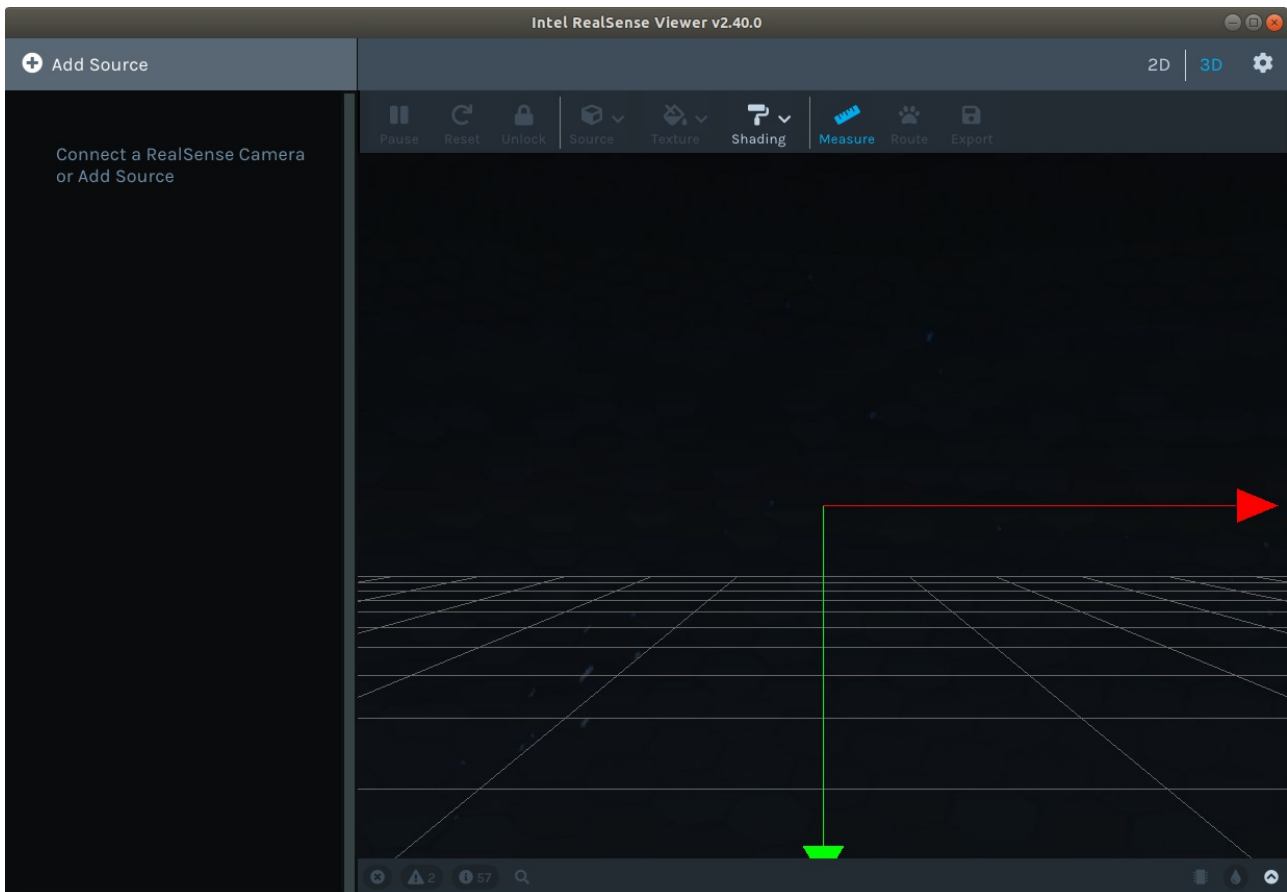 Intel RealSense Viewer v2.40.0
Add Source
2D 3D
Pause Reset Unlock Source Texture Shading Measure Route Export
Connect a RealSense Camera
or Add Source
2 57